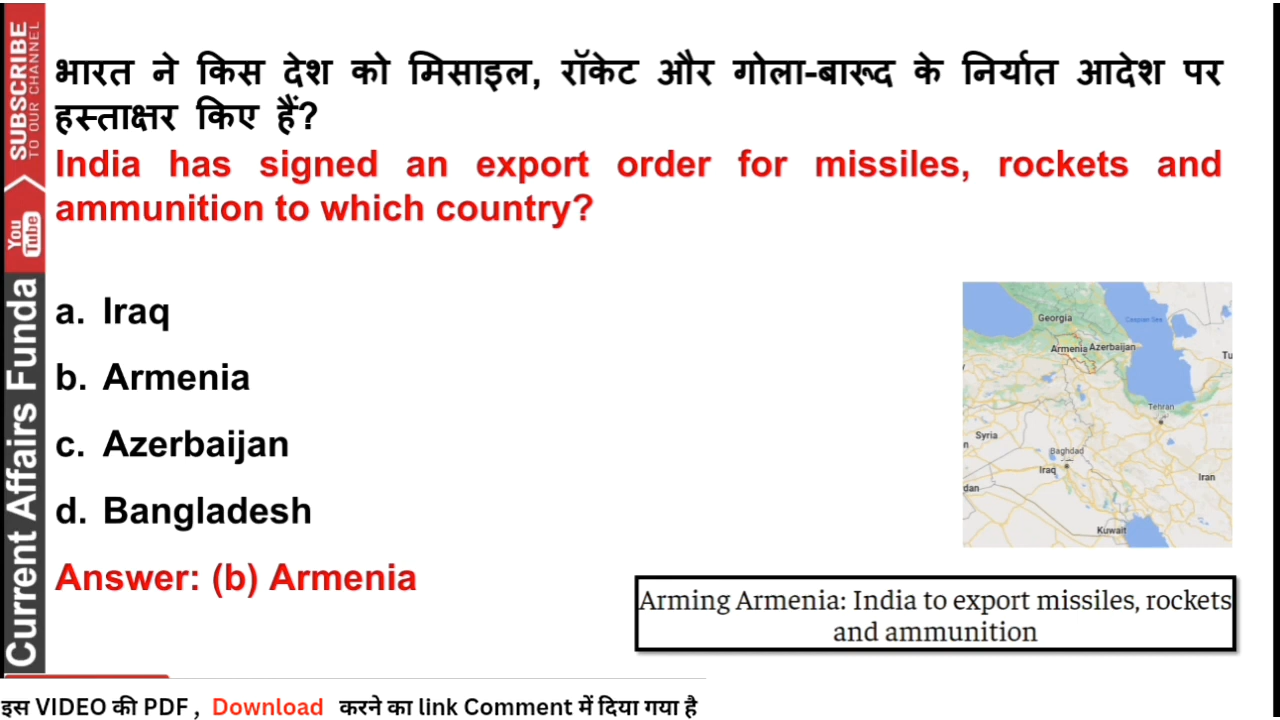 SUBSCRIBE
TO OUR CHANNEL
You
Tube
Current Affairs Funda
भारत ने किस देश को मिसाइल, रॉकेट और गोला-बारूद के निर्यात आदेश पर
हस्ताक्षर किए हैं?
India has signed an export order for missiles, rockets and
ammunition to which country?
a. Iraq
b. Armenia
c. Azerbaijan
d. Bangladesh
Answer: (b) Armenia
Georgia
Caspian Sea
Armenia
Azerbaijan
Tu
Tehran
Syria
n
Baghdad
Iraq
Iran
dan
Kuwait
Arming Armenia: India to export missiles, rockets
and ammunition
इस VIDEO की PDF , Download करने का link Comment में दिया गया है